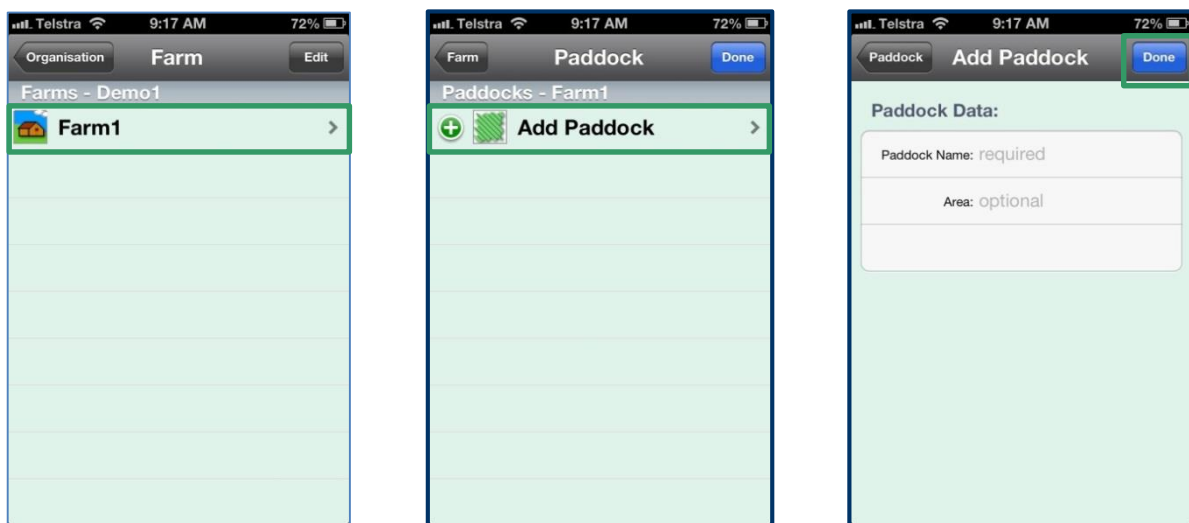 Telstra 9:17 AM 72%
Organisation Farm Edit
Farms - Demo1
Farm1
Telstra 9:17 AM 72%
Farm Paddock Done
Paddocks - Farm1
Add Paddock
Telstra 9:17 AM 72%
Paddock Add Paddock Done
Paddock Data:
Paddock Name: required
Area: optional